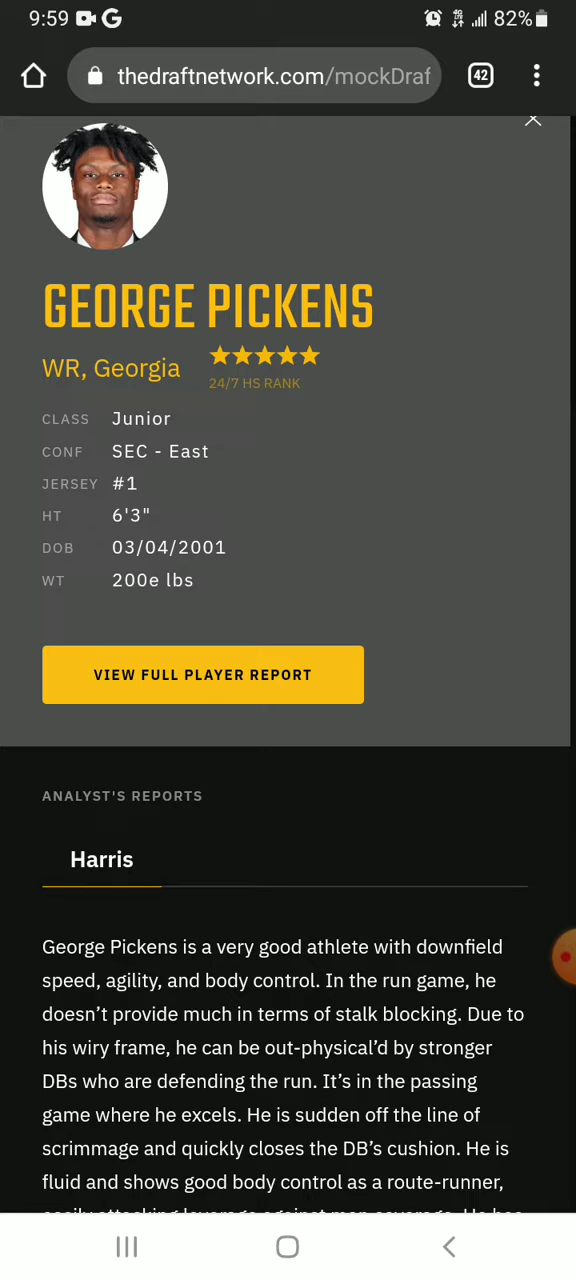 9:59
82%
thedraftnetwork.com/mockDraf
42
GEORGE PICKENS
WR, Georgia
24/7 HS RANK
CLASS Junior
CONF SEC - East
JERSEY #1
HT 6'3"
DOB 03/04/2001
WT 200e lbs
VIEW FULL PLAYER REPORT
ANALYST'S REPORTS
Harris
George Pickens is a very good athlete with downfield
speed, agility, and body control. In the run game, he
doesn’t provide much in terms of stalk blocking. Due to
his wiry frame, he can be out-physical’d by stronger
DBs who are defending the run. It’s in the passing
game where he excels. He is sudden off the line of
scrimmage and quickly closes the DB’s cushion. He is
fluid and shows good body control as a route-runner,